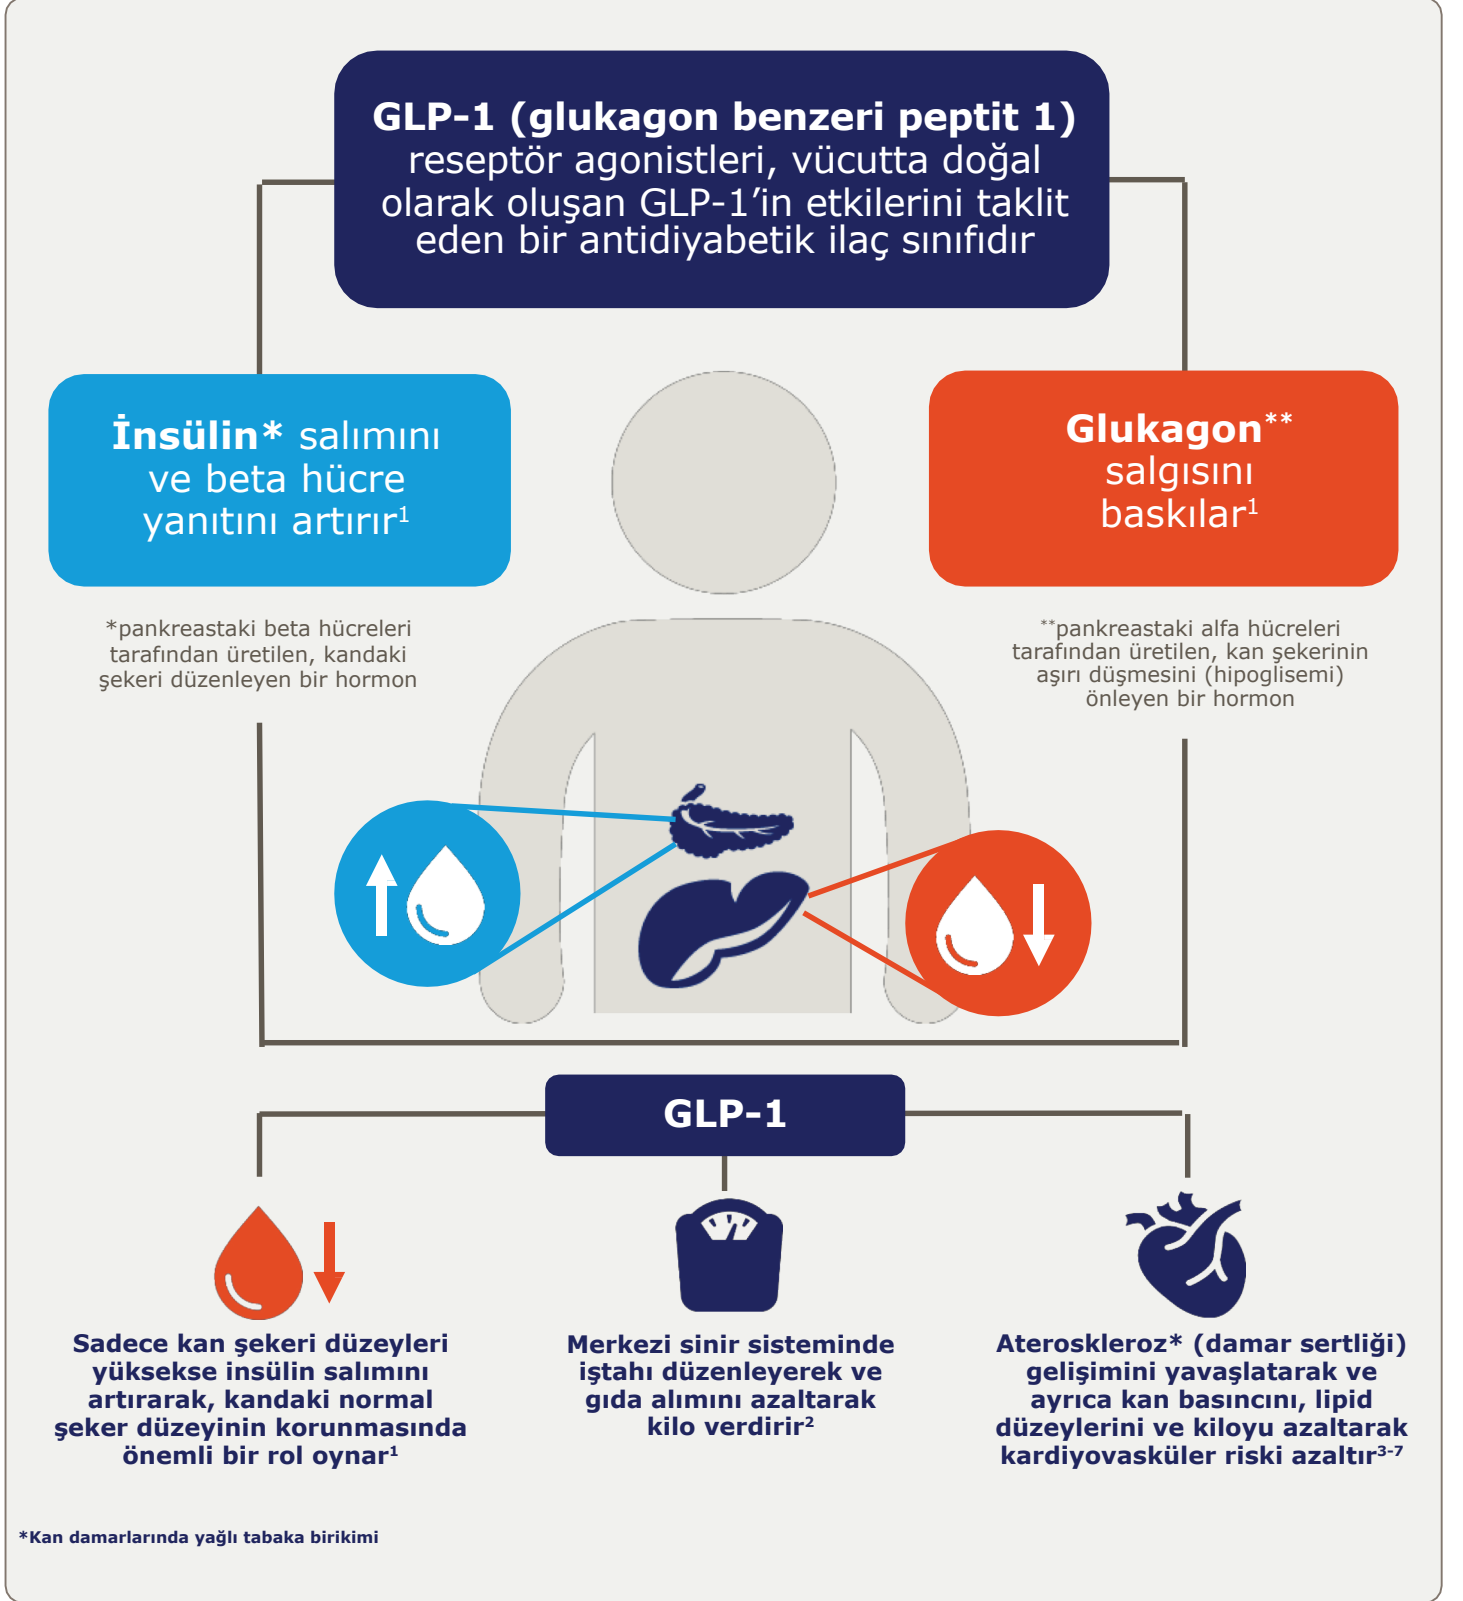 GLP-1 (glukagon benzeri peptit 1)
reseptör agonistleri, vücutta doğal
olarak oluşan GLP-1’in etkilerini taklit
eden bir antidiyabetik ilaç sınıfıdır
İnsülin* salımını
ve beta hücre
yanıtını artırır¹
*pankreastaki beta hücreleri
tarafından üretilen, kandaki
şekeri düzenleyen bir hormon
Glukagon**
salgısını
baskılar¹
**pankreastaki alfa hücreleri
tarafından üretilen, kan şekerinin
aşırı düşmesini (hipoglisemi)
önleyen bir hormon
GLP-1
Sadece kan şekeri düzeyleri
yüksekse insülin salımını
artırarak, kandaki normal
şeker düzeyinin korunmasında
önemli bir rol oynar¹
Merkezi sinir sisteminde
iştahı düzenleyerek ve
gıda alımını azaltarak
kilo verdirir²
Ateroskleroz* (damar sertliği)
gelişimini yavaşlatarak ve
ayrıca kan basıncını, lipid
düzeylerini ve kiloyu azaltarak
kardiyovasküler riski azaltır³⁻⁷
*Kan damarlarında yağlı tabaka birikimi